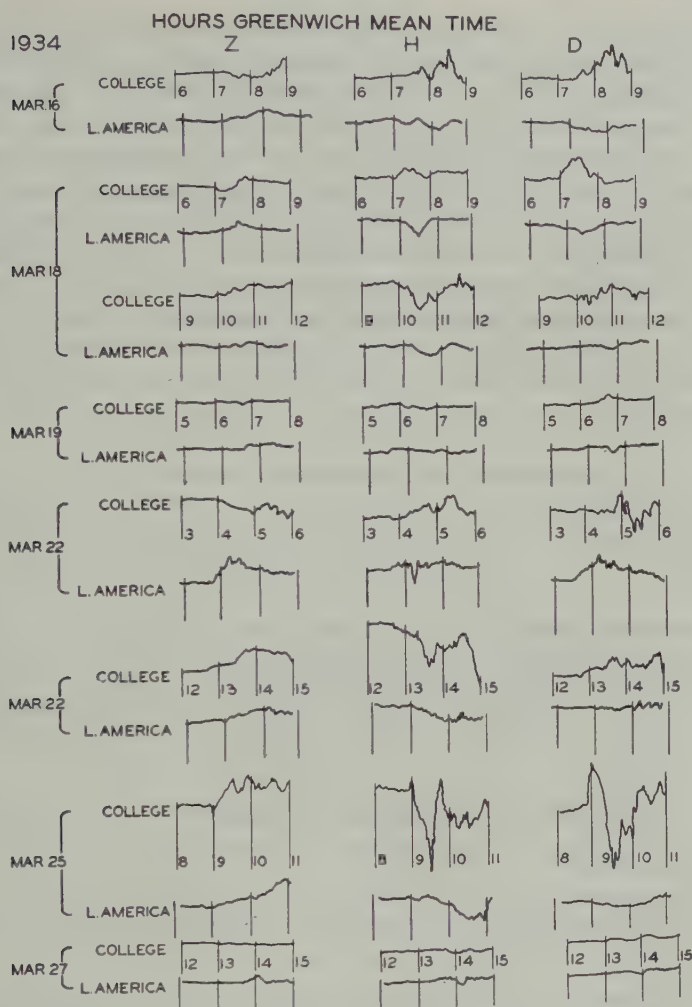 HOURS GREENWICH MEAN TIME
1934 Z H D
MAR.16
COLLEGE
6 7 8 9 6 7 8 9 6 7 8 9
L.AMERICA
MAR18
COLLEGE
6 7 8 9 6 7 8 9 6 7 8 9
L.AMERICA
COLLEGE
9 10 11 12 9 10 11 12 9 10 11 12
L.AMERICA
MAR19
COLLEGE
5 6 7 8 5 6 7 8 5 6 7 8
L.AMERICA
MAR 22
COLLEGE
3 4 5 6 3 4 5 6 3 4 5 6
L.AMERICA
MAR 22
COLLEGE
12 13 14 15 12 13 14 15 12 13 14 15
L.AMERICA
MAR 25
COLLEGE
8 9 10 11 8 9 10 11 8 9 10 11
L.AMERICA
MAR 27
COLLEGE
12 13 14 15 12 13 14 15 12 13 14 15
L.AMERICA